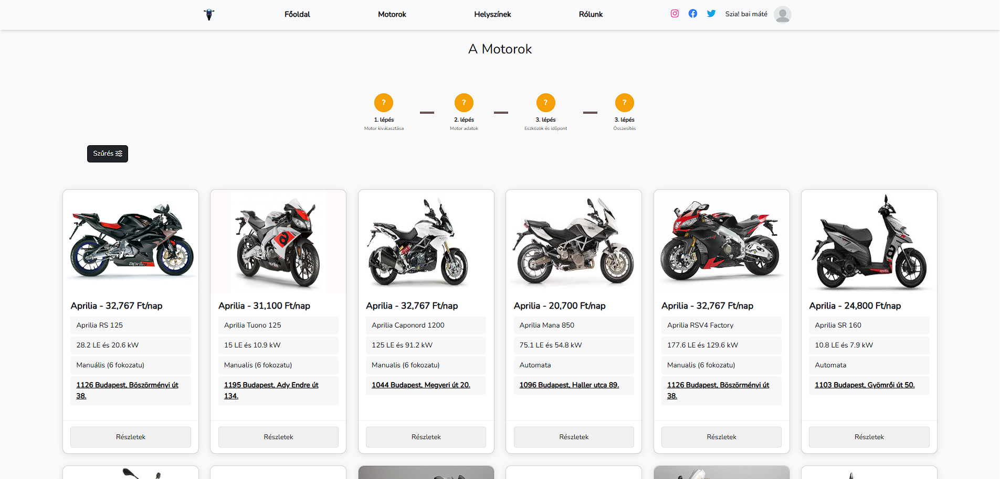 Főoldal
Motorok
Helyszínek
Rólunk
Szia! bai máté
A Motorok
?
?
?
?
1. lépés
2. lépés
3. lépés
3. lépés
Motor kiválasztása
Motor adatok
Eszközök és időpont
Összesítés
Szűrés
Aprilia - 32,767 Ft/nap
Aprilia RS 125
28.2 LE és 20.6 kW
Manuális (6 fokozatu)
1126 Budapest, Böszörményi út
38.
Részletek
Aprilia - 31,100 Ft/nap
Aprilia Tuono 125
15 LE és 10.9 kW
Manualis (6 fokozatu)
1195 Budapest, Ady Endre út
134.
Részletek
Aprilia - 32,767 Ft/nap
Aprilia Caponord 1200
125 LE és 91.2 kW
Manualis (6 fokozatu)
1044 Budapest, Megyeri út 20.
Részletek
Aprilia - 20,700 Ft/nap
Aprilia Mana 850
75.1 LE és 54.8 kW
Automata
1096 Budapest, Haller utca 89.
Részletek
Aprilia - 32,767 Ft/nap
Aprilia RSV4 Factory
177.6 LE és 129.6 kW
Manualis (6 fokozatu)
1126 Budapest, Böszörményi út
38.
Részletek
Aprilia - 24,800 Ft/nap
Aprilia SR 160
10.8 LE és 7.9 kW
Automata
1103 Budapest, Gyömrői út 50.
Részletek